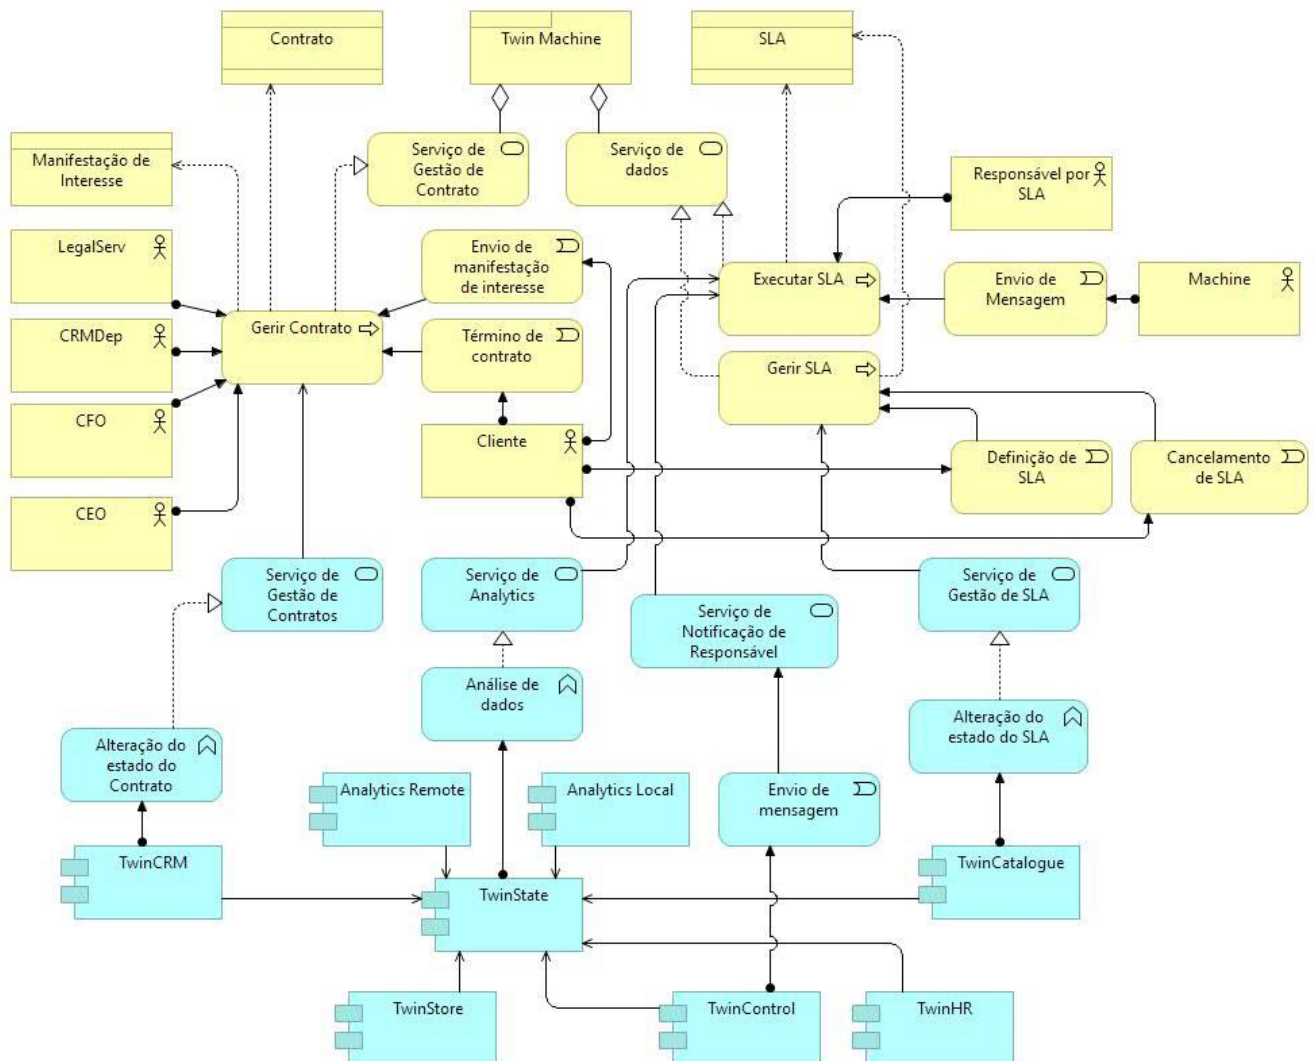 Contrato
Twin Machine
SLA
Manifestação de
Interesse
Serviço de
Gestão de
Contrato
Serviço de
dados
Responsável por
SLA
LegalServ
Envio de
manifestação
de interesse
Executar SLA
Envio de
Mensagem
Machine
CRMDep
Gerir Contrato
Término de
contrato
Gerir SLA
CFO
Cliente
Definição de
SLA
Cancelamento
de SLA
CEO
Serviço de
Gestão de
Contratos
Serviço de
Analytics
Serviço de
Notificação de
Responsável
Serviço de
Gestão de SLA
Análise de
dados
Alteração do
estado do
Contrato
Alteração do
estado do SLA
Analytics Remote
Analytics Local
Envio de
mensagem
TwinCRM
TwinState
TwinCatalogue
TwinStore
TwinControl
TwinHR